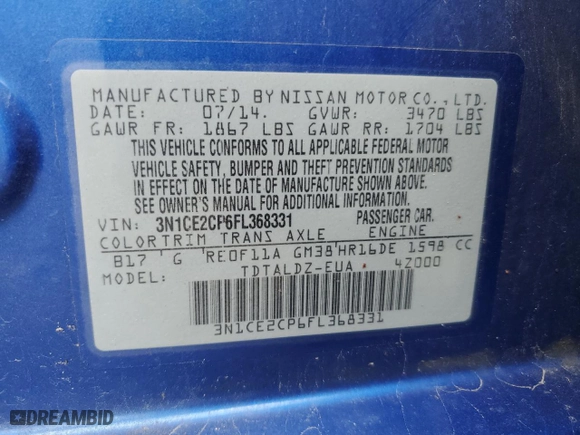 MANUFACTURED BY NISSAN MOTOR CO., LTD.
DATE: 07/14. GVWR: 3470 LBS
GAWR FR: 1867 LBS GAWR RR: 1704 LBS
THIS VEHICLE CONFORMS TO ALL APPLICABLE FEDERAL MOTOR
VEHICLE SAFETY, BUMPER AND THEFT PREVENTION STANDARDS
IN EFFECT ON THE DATE OF MANUFACTURE SHOWN ABOVE.
SEE OWNER'S MANUAL FOR ADDITIONAL INFORMATION.
VIN: 3N1CE2CP6FL368331 PASSENGER CAR.
COLOR TRIM TRANS AXLE ENGINE
B17 G RE0F11A GM38 HR16DE 1598 CC
MODEL: TDTALDZ-EUA 4Z000
3N1CE2CP6FL368331
DREAMBID